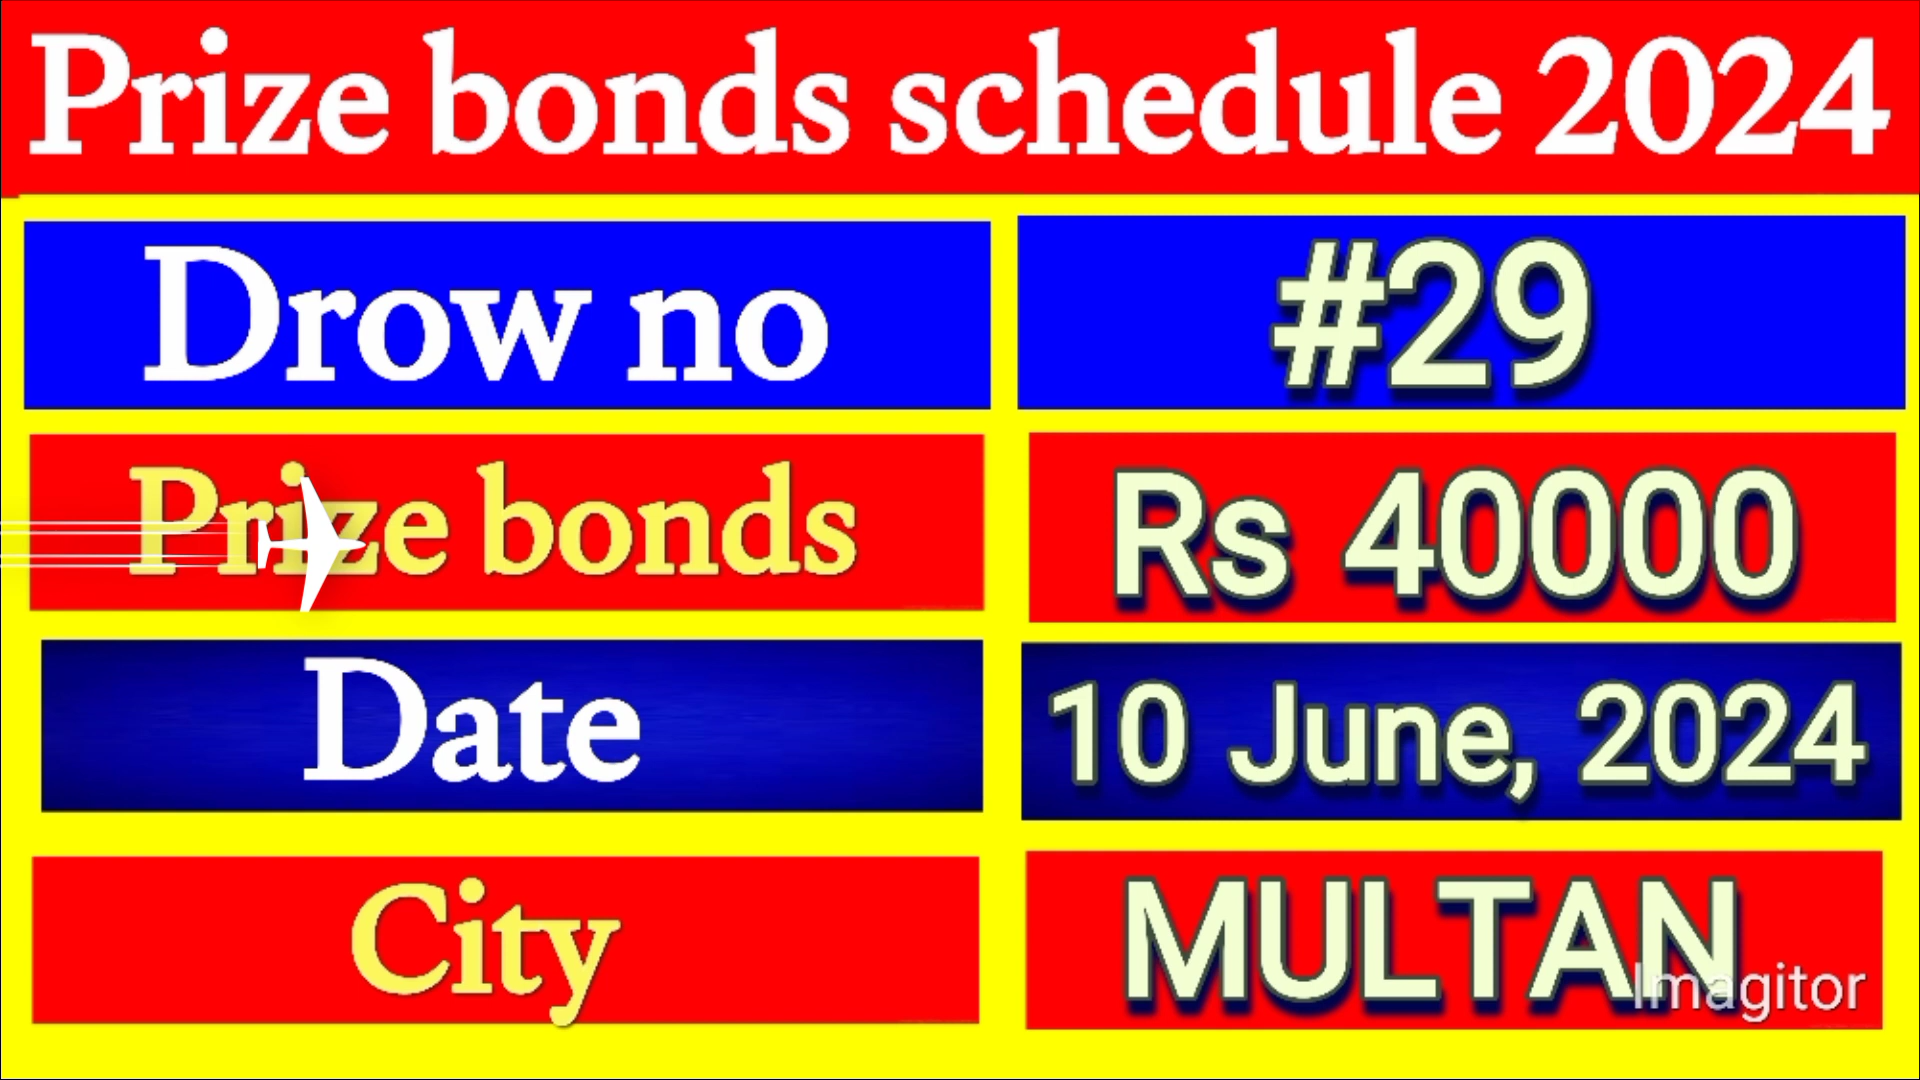 Prize bonds schedule 2024
Drow no
#29
Prize bonds
Rs 40000
Date
10 June, 2024
City
MULTAN
Imagitor